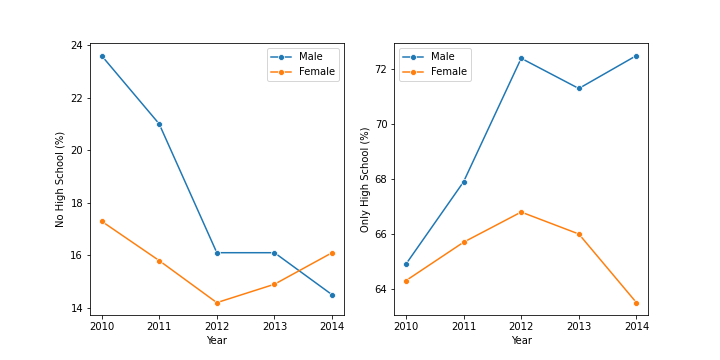 Male
Female
No High School (%)
24
22
20
18
16
14
2010 2011 2012 2013 2014
Year
Male
Female
Only High School (%)
72
70
68
66
64
2010 2011 2012 2013 2014
Year